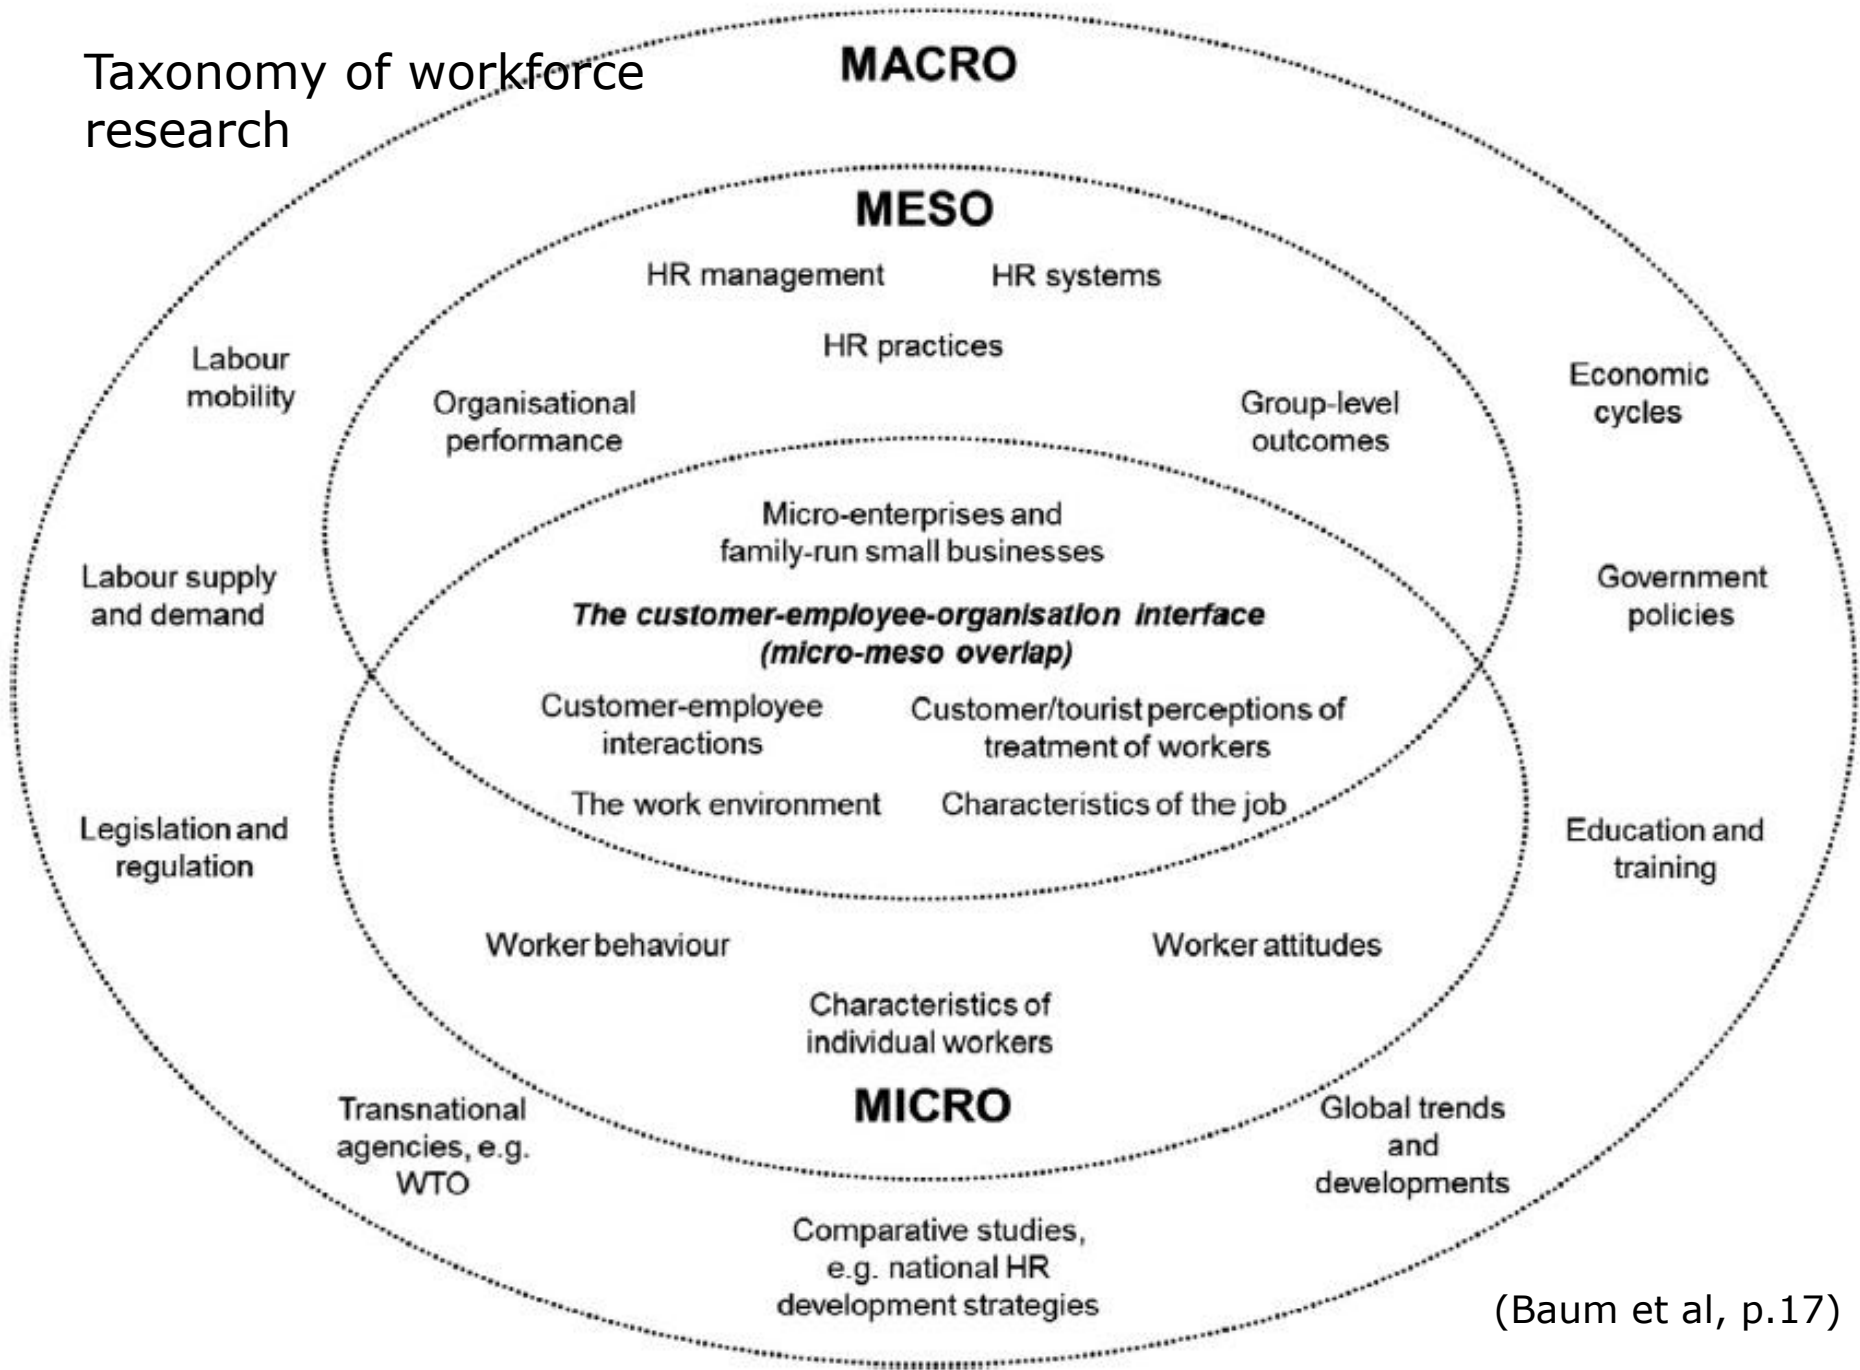 Taxonomy of workforce
research
MACRO
MESO
HR management
HR systems
HR practices
Labour
mobility
Organisational
performance
Group-level
outcomes
Economic
cycles
Micro-enterprises and
family-run small businesses
Labour supply
and demand
The customer-employee-organisation interface
(micro-meso overlap)
Government
policies
Customer-employee
interactions
Customer/tourist perceptions of
treatment of workers
The work environment
Characteristics of the job
Legislation and
regulation
Education and
training
Worker behaviour
Worker attitudes
Characteristics of
individual workers
MICRO
Transnational
agencies, e.g.
WTO
Global trends
and
developments
Comparative studies,
e.g. national HR
development strategies
(Baum et al, p.17)